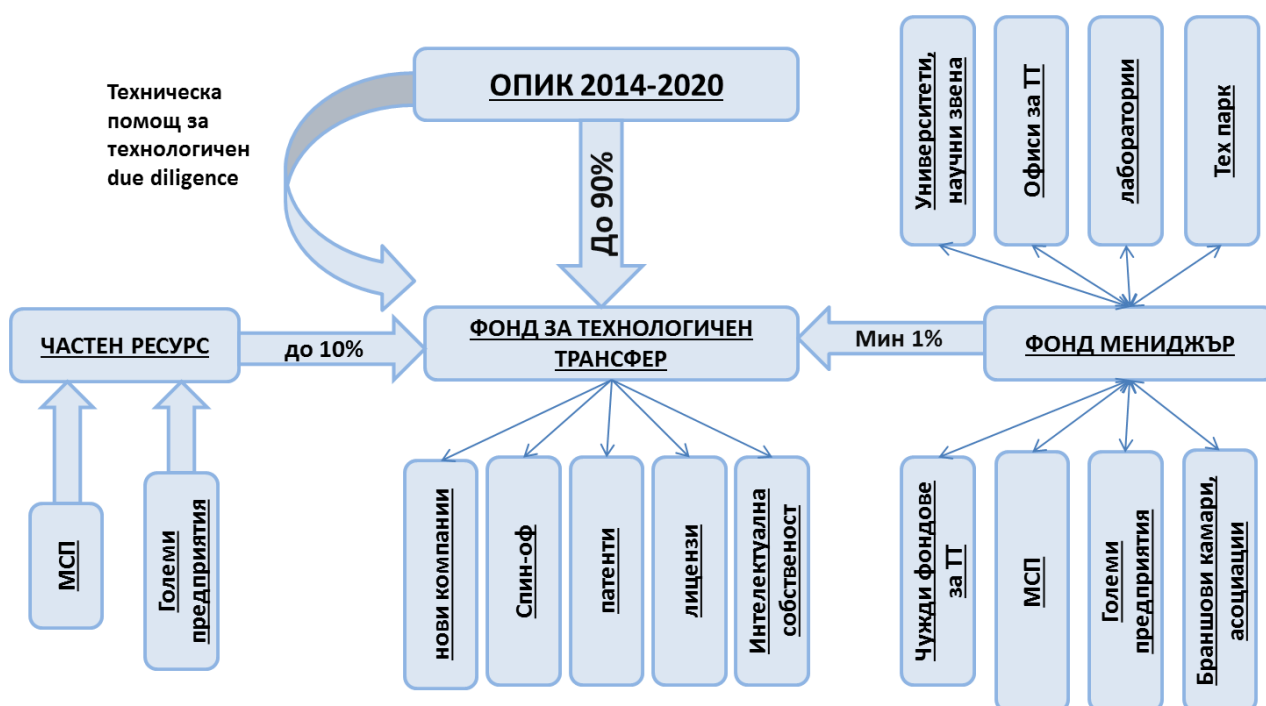 Техническа
помощ за
технологичен
due diligence
ОПИК 2014-2020
До 90%
Университети,
научни звена
Офиси за ТТ
лаборатории
Тех парк
ЧАСТЕН РЕСУРС
до 10%
ФОНД ЗА ТЕХНОЛОГИЧЕН
ТРАНСФЕР
Мин 1%
ФОНД МЕНИДЖЪР
МСП
Големи
предприятия
нови компании
Спин-оф
патенти
лицензи
Интелектуална
собственост
Чужди фондове
за ТТ
МСП
Големи
предприятия
Браншови камари,
асоциации